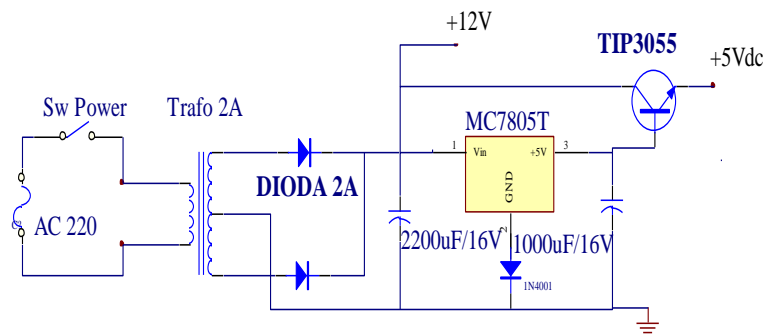 +12V
TIP3055
+5Vdc
Sw Power
Trafo 2A
MC7805T
1
Vin
+5V
3
GND
DIODA 2A
AC 220
2200uF/16V
2
1000uF/16V
1N4001